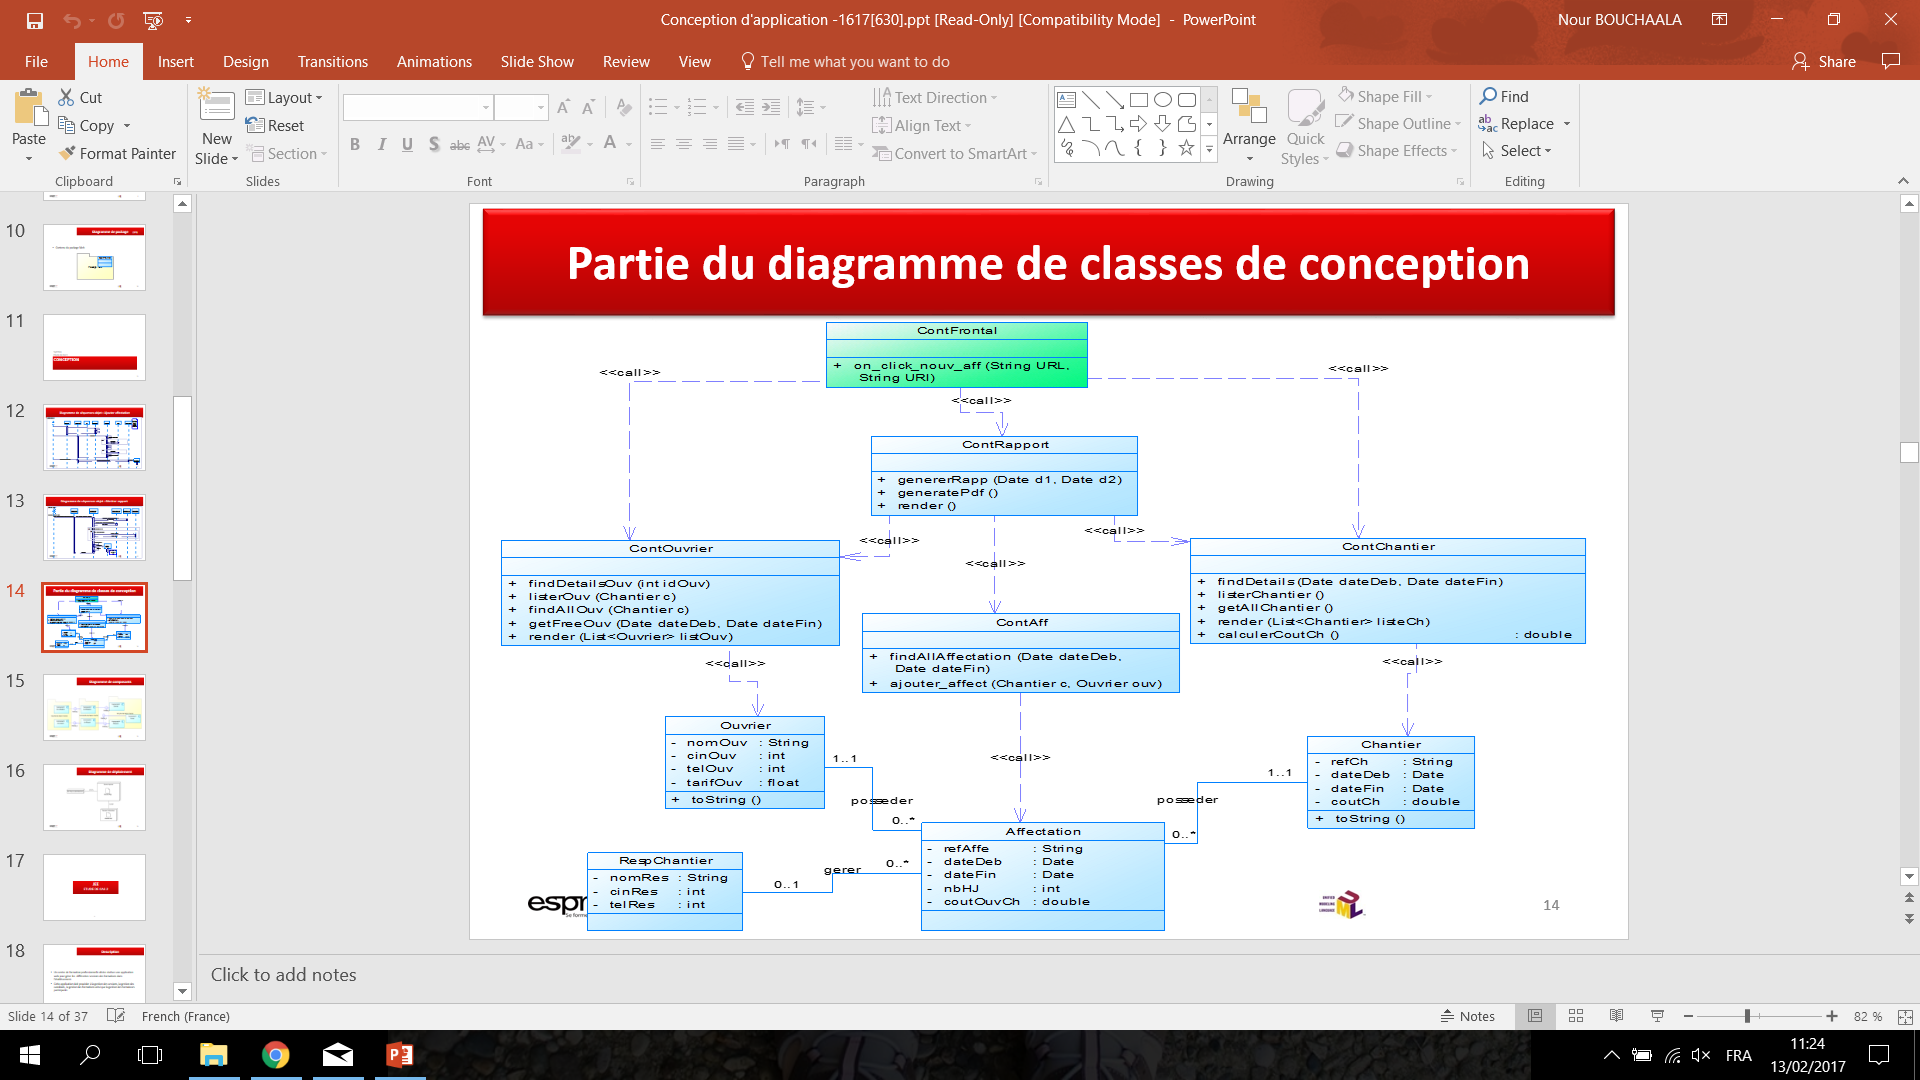 Conception d'application -1617[630].ppt [Read-Only] [Compatibility Mode] - PowerPoint
Nour BOUCHAALA
File Home Insert Design Transitions Animations Slide Show Review View Tell me what you want to do Share
Paste
Cut
Copy
Format Painter
Clipboard
New Slide
Layout
Reset
Section
Slides
B I U S abc AV Aa A
Font
Text Direction
Align Text
Convert to SmartArt
Paragraph
Arrange
Quick Styles
Shape Fill
Shape Outline
Shape Effects
Drawing
Find
Replace
Select
Editing
10
11
CONCEPTION
12
13
14
15
16
17
18
Partie du diagramme de classes de conception
ContFrontal
+ on_click_nouv_aff (String URL,
String URI)
<<call>>
<<call>>
<<call>>
ContRapport
+ genererRapp (Date d1, Date d2)
+ generatePdf ()
+ render ()
<<call>>
<<call>>
<<call>>
ContOuvrier
+ findDetailsOuv (int idOuv)
+ listerOuv (Chantier c)
+ findAllOuv (Chantier c)
+ getFreeOuv (Date dateDeb, Date dateFin)
+ render (List<Ouvrier> listOuv)
ContChantier
+ findDetails (Date dateDeb, Date dateFin)
+ listerChantier ()
+ getAllChantier ()
+ render (List<Chantier> listeCh)
+ calculerCoutCh () : double
ContAff
+ findAllAffectation (Date dateDeb,
Date dateFin)
+ ajouter_affect (Chantier c, Ouvrier ouv)
<<call>>
<<call>>
<<call>>
Ouvrier
- nomOuv : String
- cinOuv : int
- telOuv : int
- tarifOuv : float
+ toString ()
Chantier
- refCh : String
- dateDeb : Date
- dateFin : Date
- coutCh : double
+ toString ()
1..1
posseder
0..*
1..1
posseder
0..*
Affectation
- refAffe : String
- dateDeb : Date
- dateFin : Date
- nbHJ : int
- coutOuvCh : double
RespChantier
- nomRes : String
- cinRes : int
- telRes : int
0..1
gerer
0..*
espr
Se forme
UNIFIED
MODELING
LANGUAGE
14
Click to add notes
Slide 14 of 37
French (France)
Notes
82 %
FRA
11:24
13/02/2017